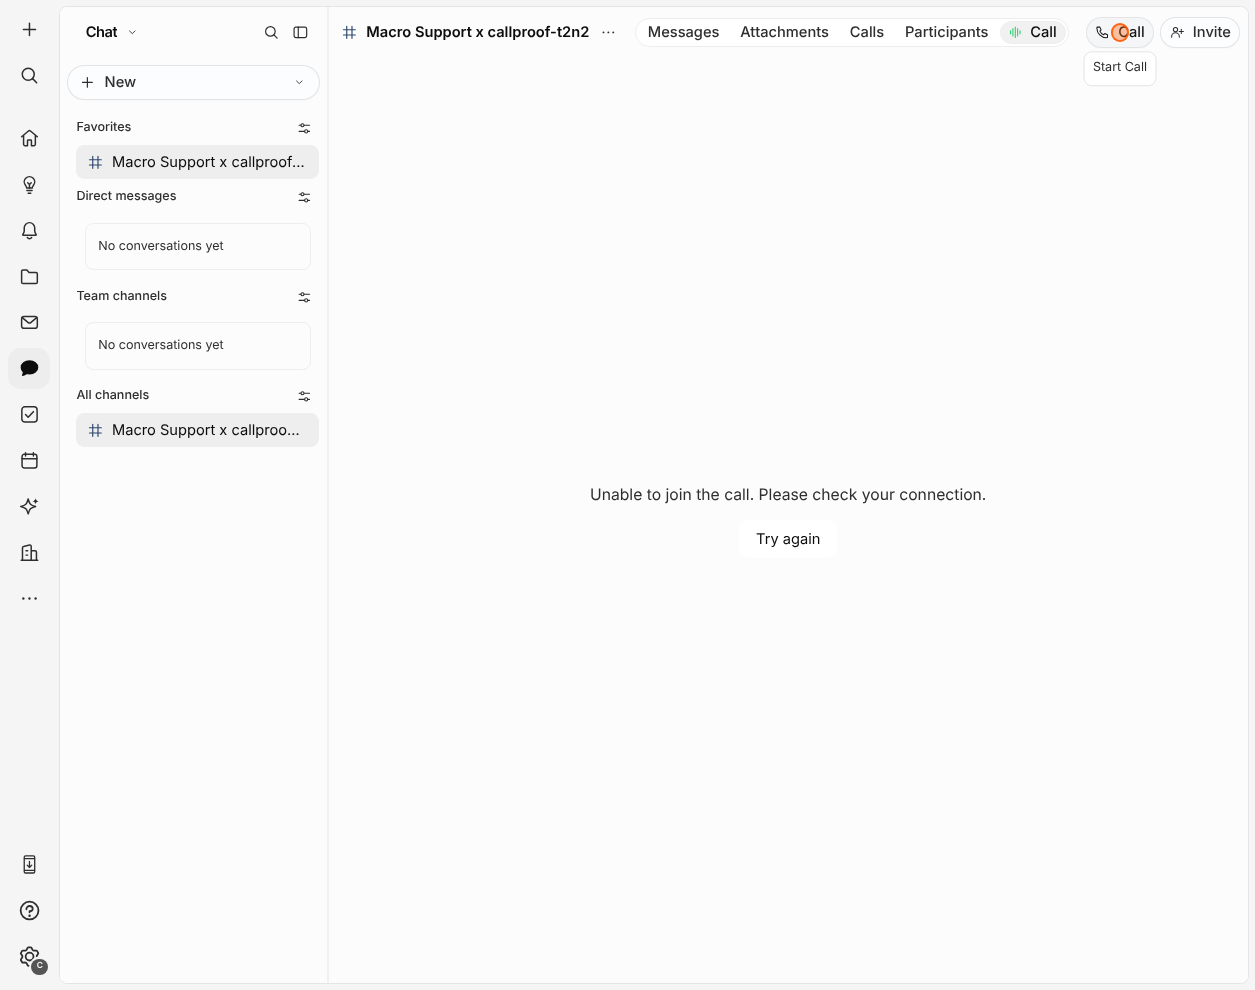 Chat
New
Favorites
Macro Support x callproof...
Direct messages
No conversations yet
Team channels
No conversations yet
All channels
Macro Support x callproo...
C
Macro Support x callproof-t2n2
Messages
Attachments
Calls
Participants
Call
Call
Invite
Start Call
Unable to join the call. Please check your connection.
Try again